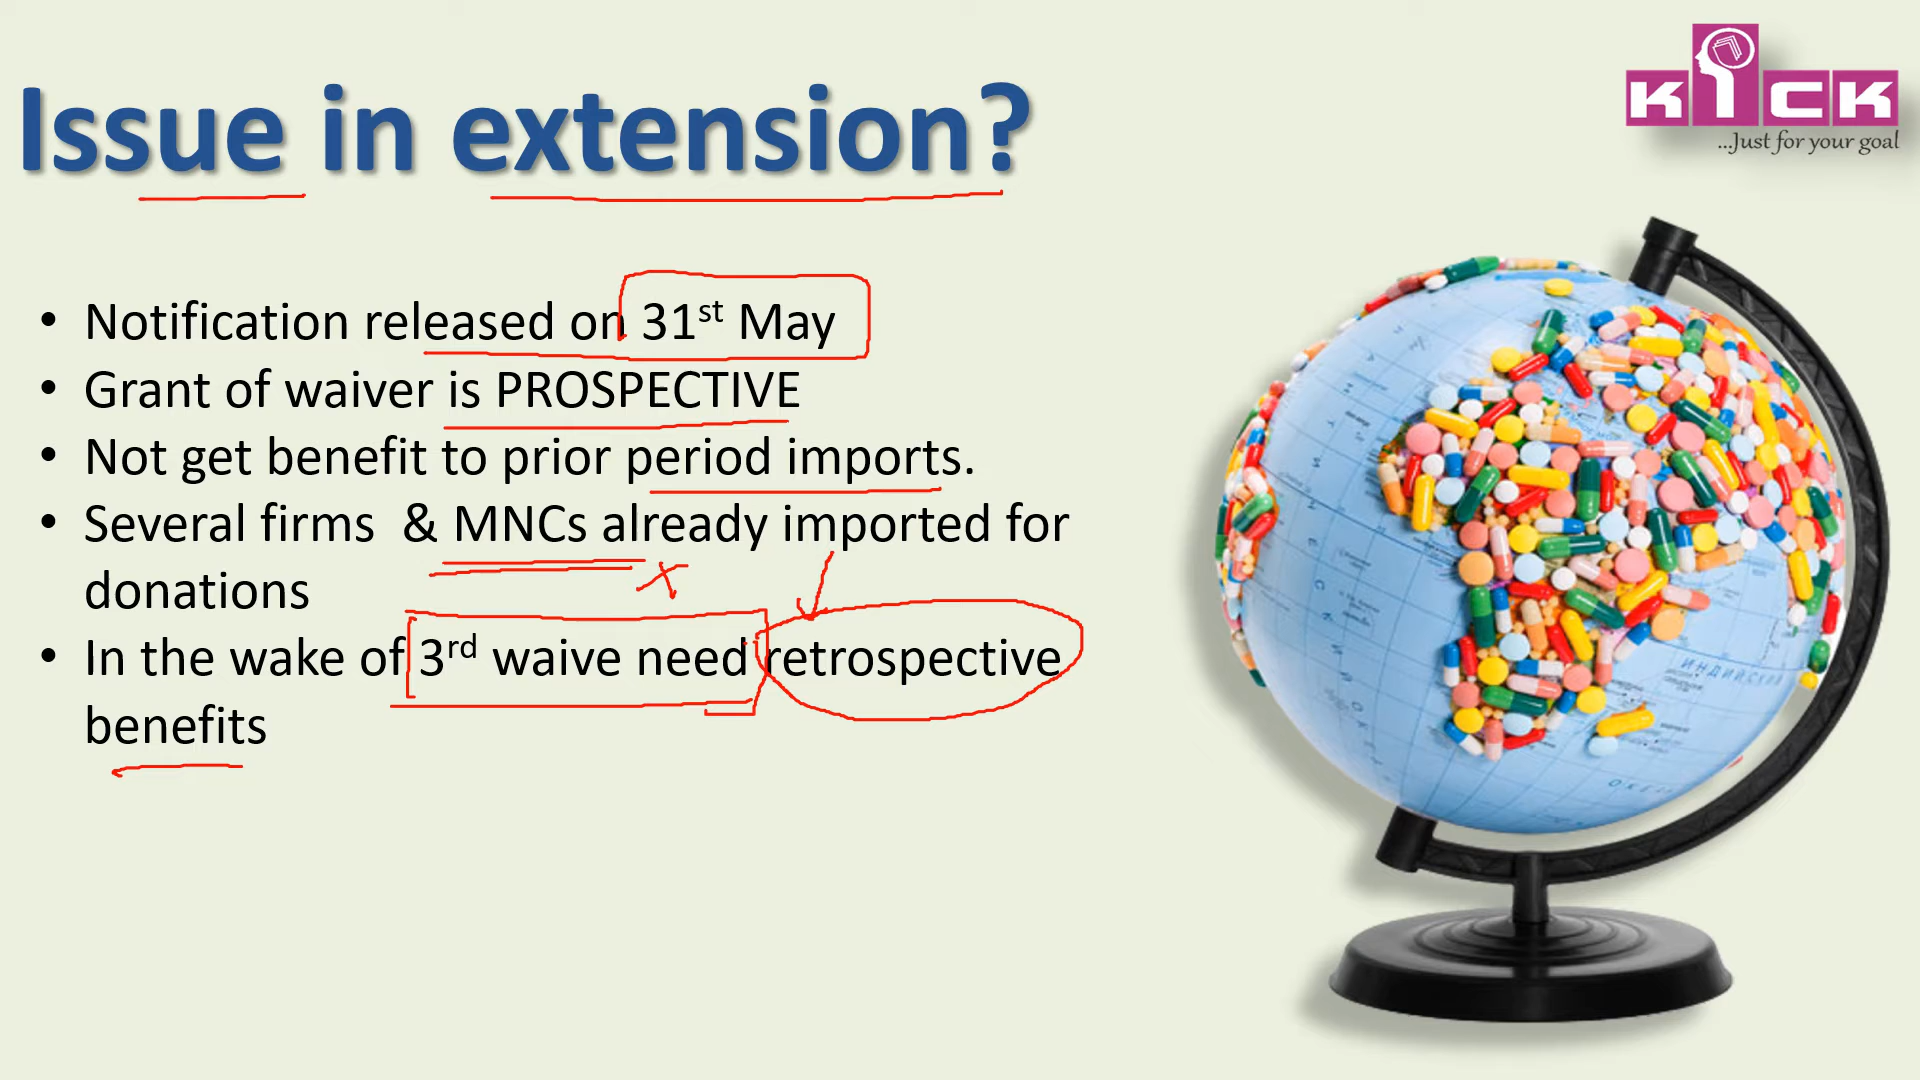 KICK
...Just for your goal
Issue in extension?
• Notification released on 31st May
• Grant of waiver is PROSPECTIVE
• Not get benefit to prior period imports.
• Several firms & MNCs already imported for
donations
• In the wake of 3rd waive need retrospective
benefits
ИНДИЙСКИ
ОКЕ